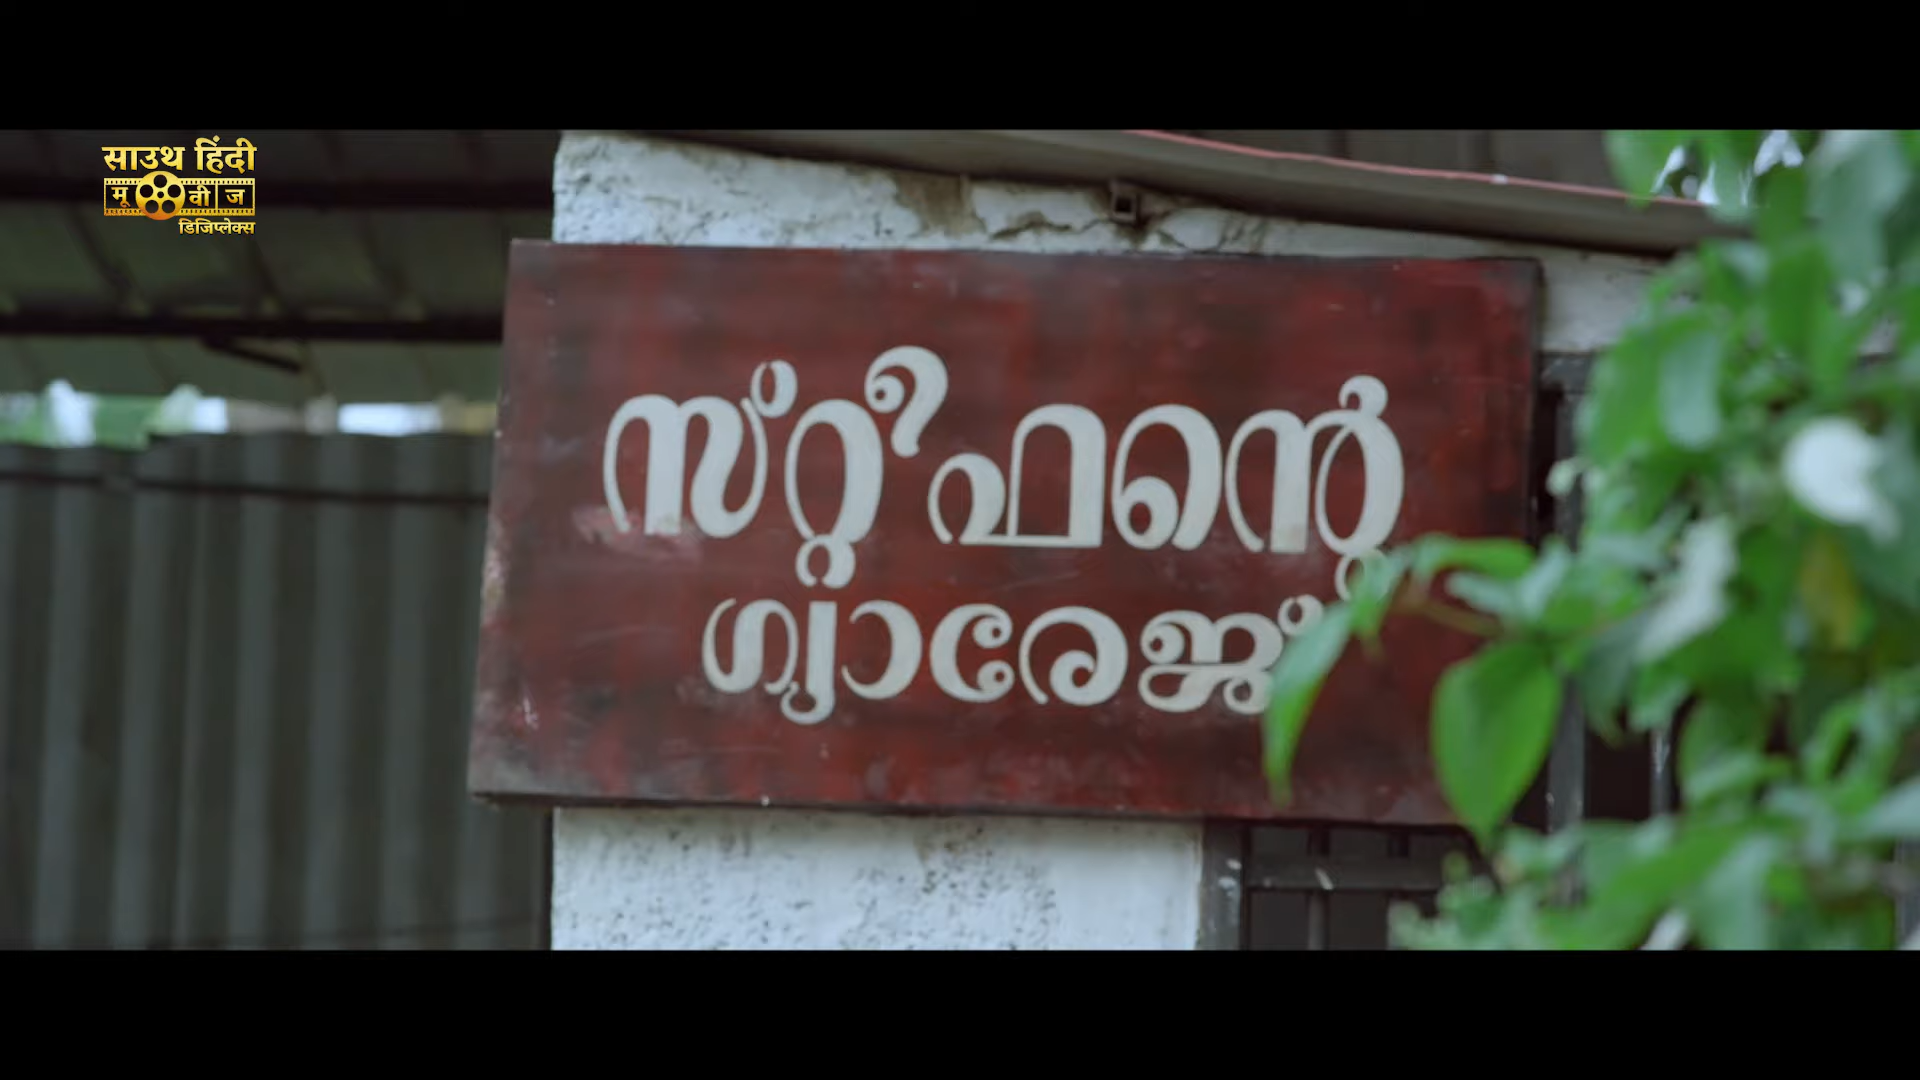 साउथ हिंदी
मूवीज
डिजिप्लेक्स
സ്റ്റീഫന്റെ
ഗ്യാരേജ്